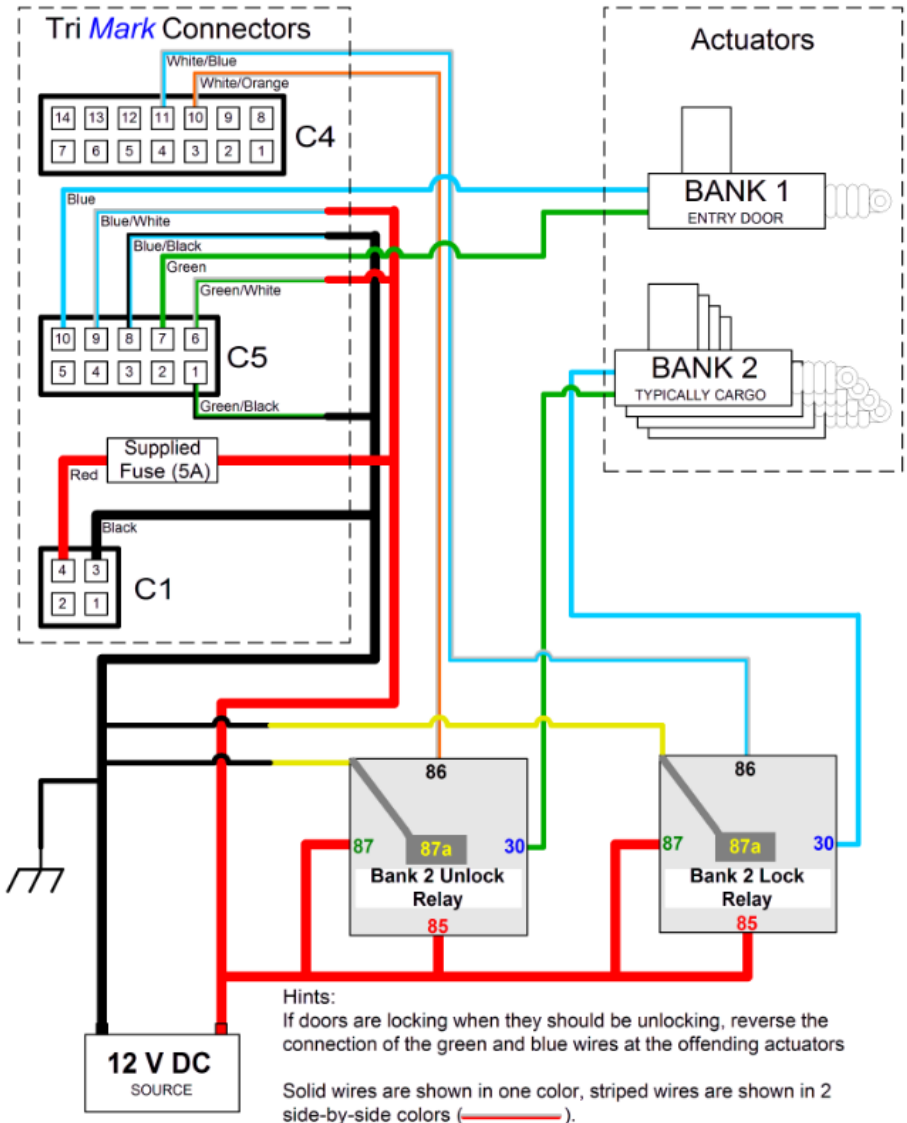 Tri Mark Connectors
Actuators
White/Blue
White/Orange
14 13 12 11 10 9 8
7 6 5 4 3 2 1
C4
Blue
Blue/White
Blue/Black
Green
Green/White
10 9 8 7 6
5 4 3 2 1
C5
Green/Black
BANK 1
ENTRY DOOR
BANK 2
TYPICALLY CARGO
Supplied
Fuse (5A)
Red
Black
4 3
2 1
C1
86
87
87a
30
Bank 2 Unlock
Relay
85
86
87
87a
30
Bank 2 Lock
Relay
85
12 V DC
SOURCE
Hints:
If doors are locking when they should be unlocking, reverse the
connection of the green and blue wires at the offending actuators
Solid wires are shown in one color, striped wires are shown in 2
side-by-side colors ( ).